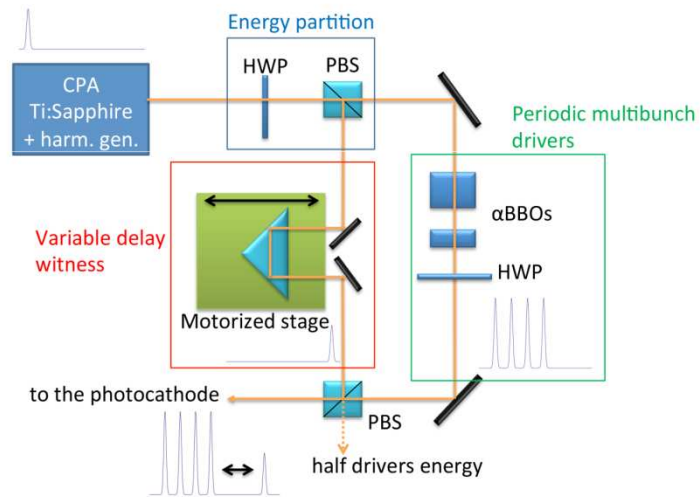 Energy partition
HWP
PBS
CPA
Ti:Sapphire
+ harm. gen.
Periodic multibunch
drivers
αBBOs
HWP
Variable delay
witness
Motorized stage
to the photocathode
PBS
half drivers energy